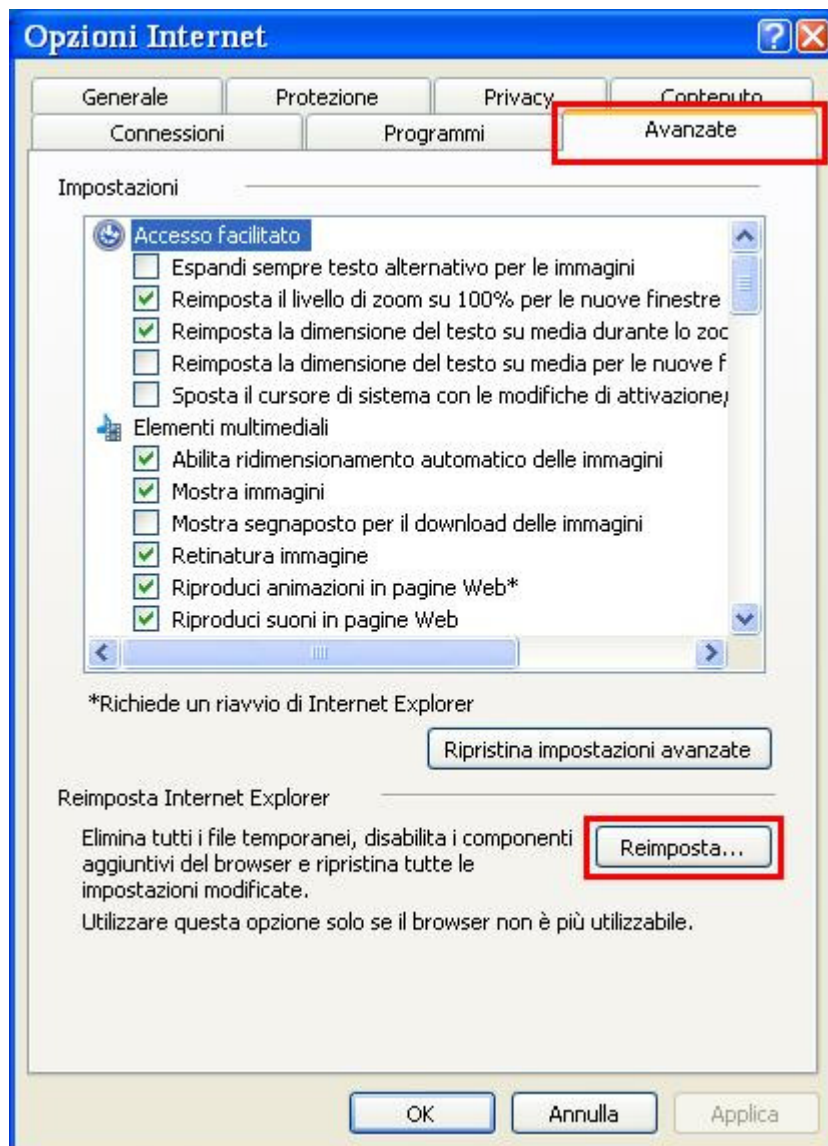 Opzioni Internet
Generale Protezione Privacy Contenuto
Connessioni Programmi Avanzate
Impostazioni
Accesso facilitato
Espandi sempre testo alternativo per le immagini
Reimposta il livello di zoom su 100% per le nuove finestre
Reimposta la dimensione del testo su media durante lo zoo
Reimposta la dimensione del testo su media per le nuove f
Sposta il cursore di sistema con le modifiche di attivazione/
Elementi multimediali
Abilita ridimensionamento automatico delle immagini
Mostra immagini
Mostra segnaposto per il download delle immagini
Retinatura immagine
Riproduci animazioni in pagine Web*
Riproduci suoni in pagine Web
*Richiede un riavvio di Internet Explorer
Ripristina impostazioni avanzate
Reimposta Internet Explorer
Elimina tutti i file temporanei, disabilita i componenti
aggiuntivi del browser e ripristina tutte le
impostazioni modificate.
Reimposta...
Utilizzare questa opzione solo se il browser non è più utilizzabile.
OK Annulla Applica